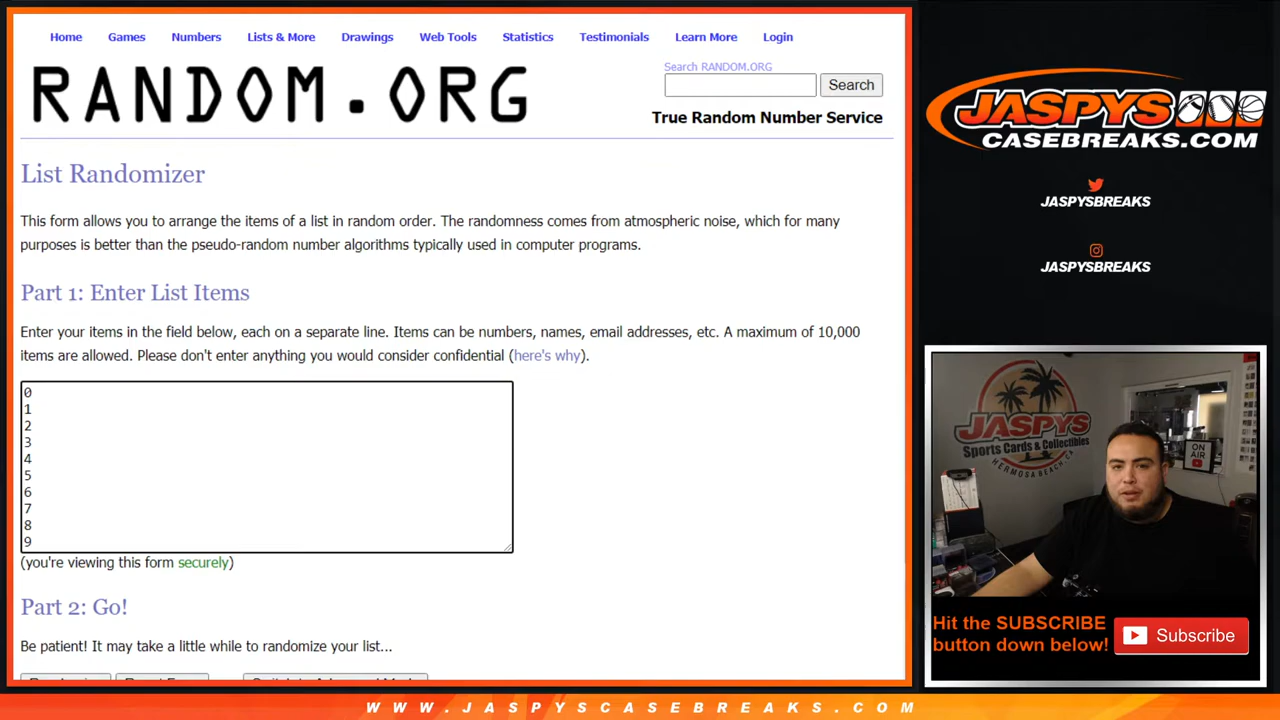 Home Games Numbers Lists & More Drawings Web Tools Statistics Testimonials Learn More Login
RANDOM.ORG
Search RANDOM.ORG
Search
True Random Number Service
List Randomizer
This form allows you to arrange the items of a list in random order. The randomness comes from atmospheric noise, which for many
purposes is better than the pseudo-random number algorithms typically used in computer programs.
Part 1: Enter List Items
Enter your items in the field below, each on a separate line. Items can be numbers, names, email addresses, etc. A maximum of 10,000
items are allowed. Please don't enter anything you would consider confidential (here's why).
0
1
2
3
4
5
6
7
8
9
(you're viewing this form securely)
Part 2: Go!
Be patient! It may take a little while to randomize your list...
JASPYS
CASEBREAKS.COM
JASPYSBREAKS
JASPYSBREAKS
JASPYS
Sports Cards & Collectibles
HERMOSA BEACH, CA
ON
AIR
Hit the SUBSCRIBE
button down below!
Subscribe
WWW.JASPYSCASEBREAKS.COM